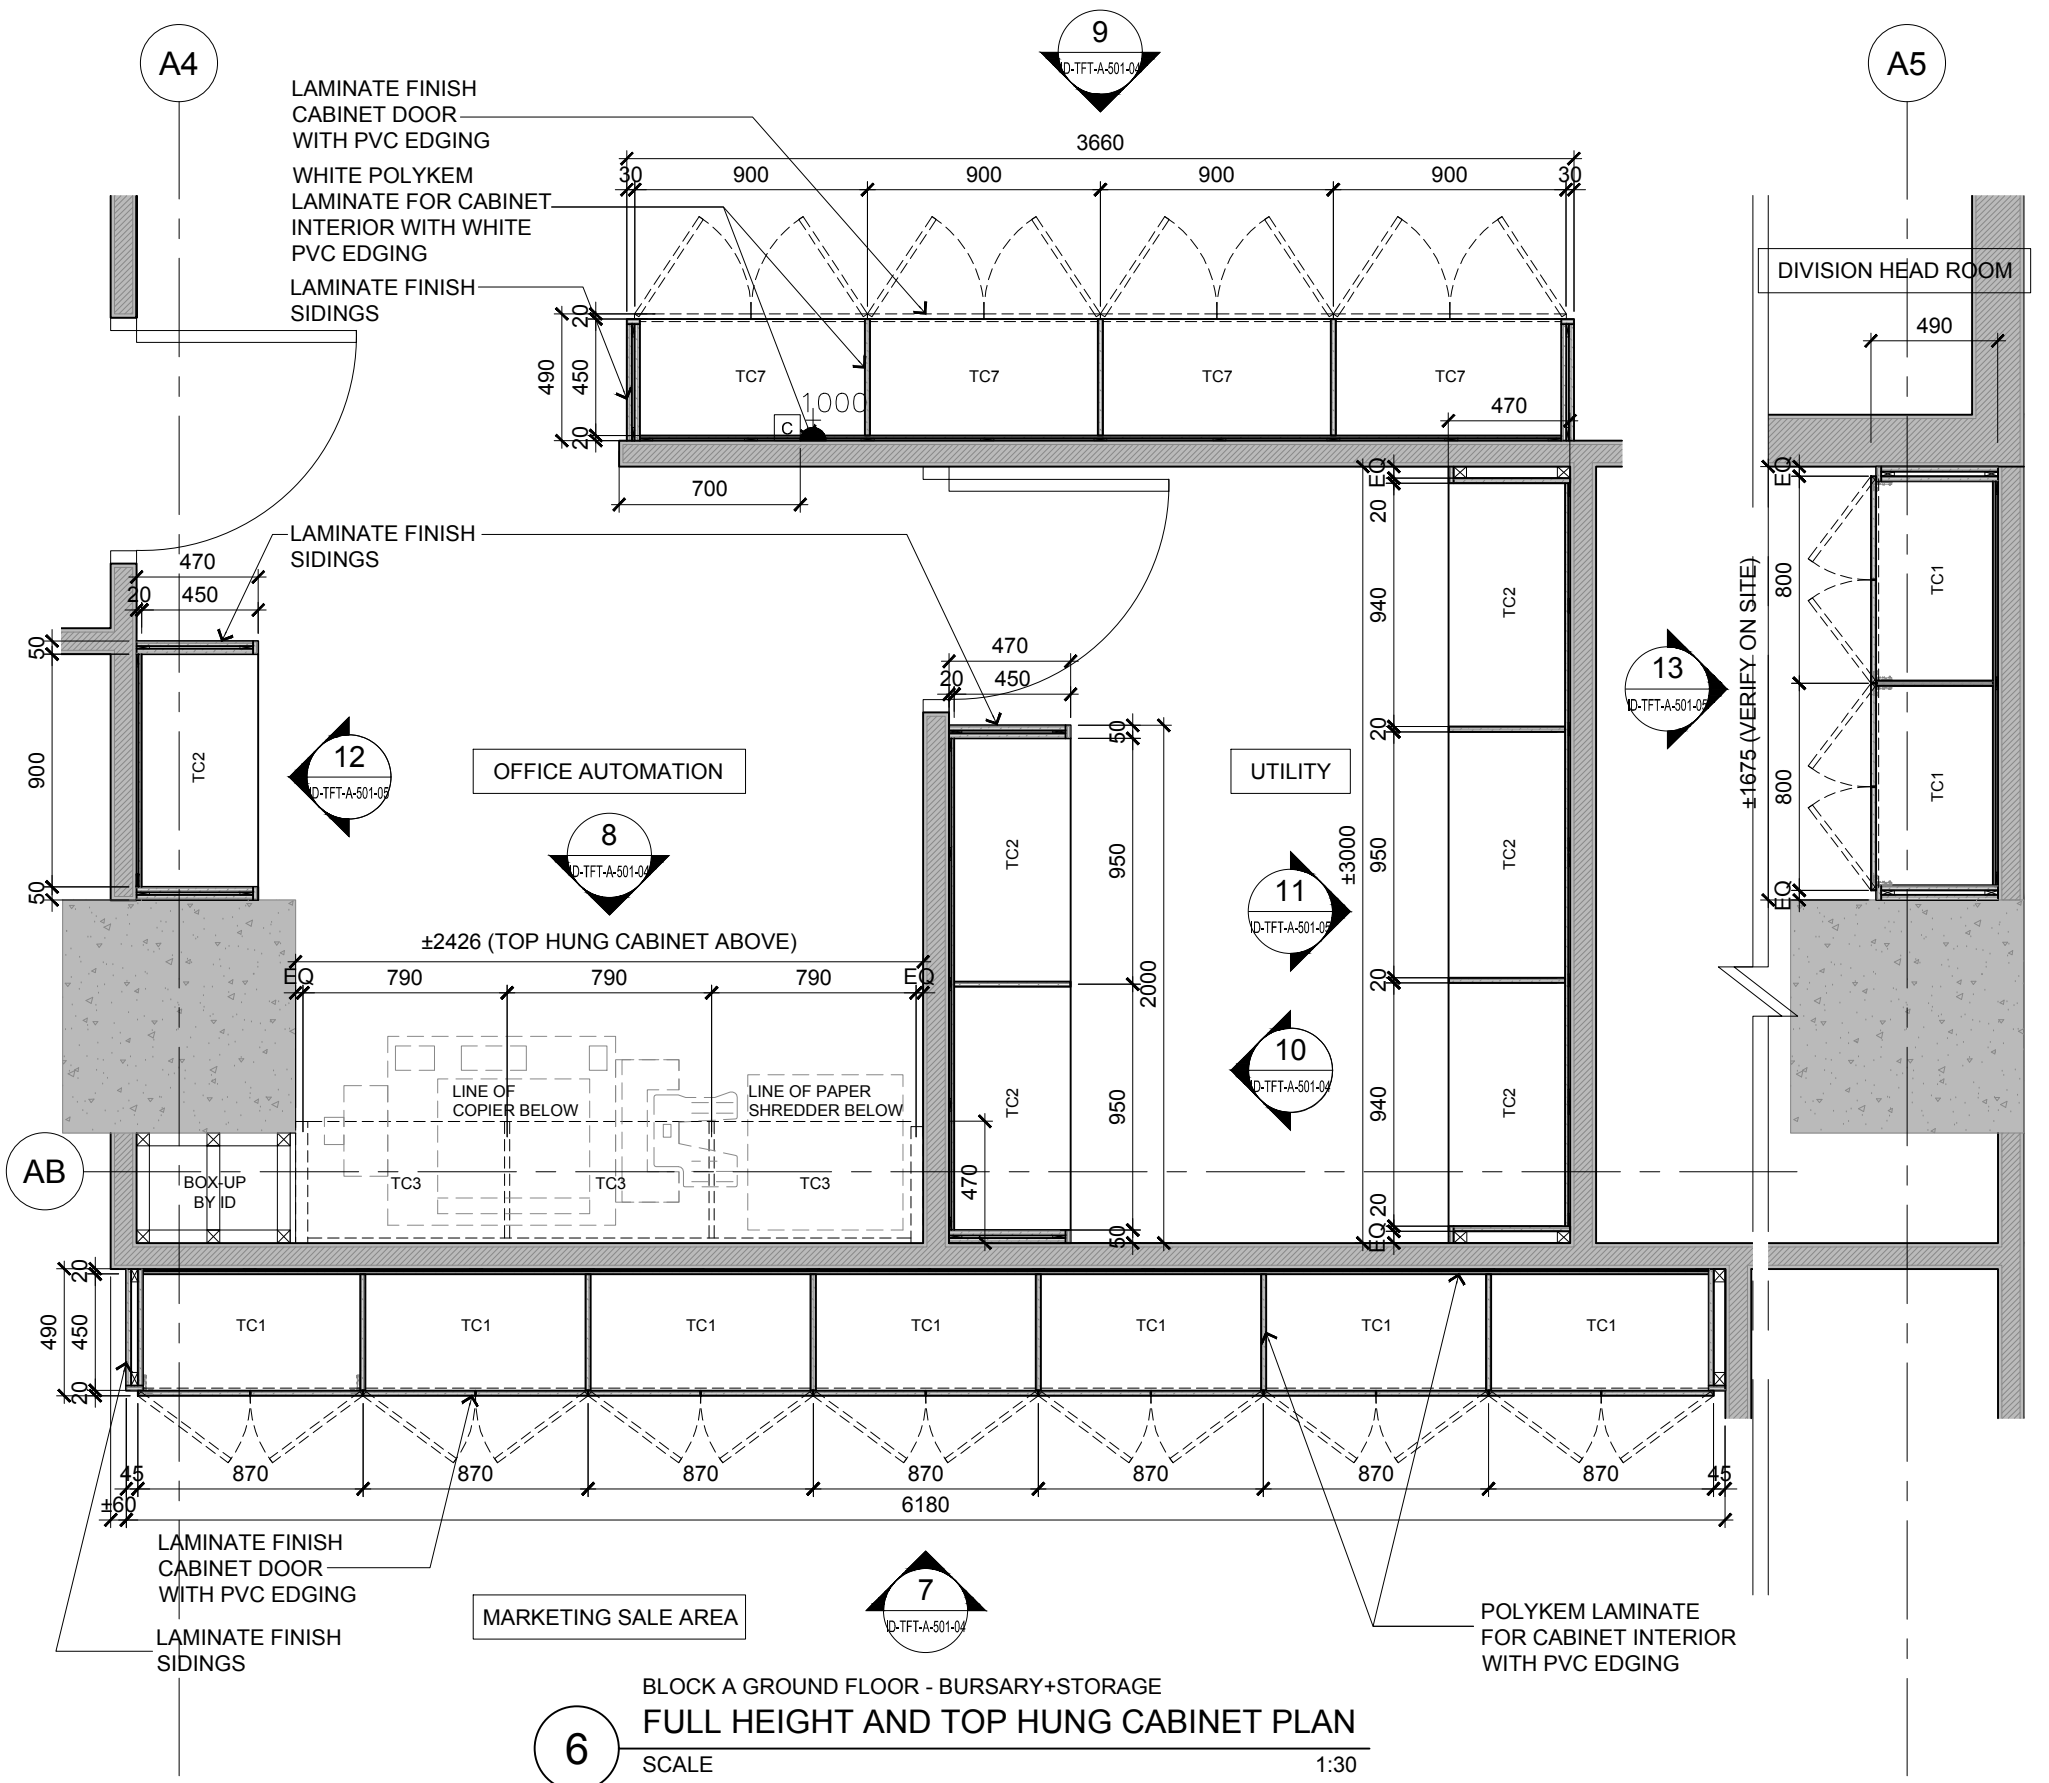 A4
9
ID-TFT-A-501-04
A5
LAMINATE FINISH
CABINET DOOR
WITH PVC EDGING
WHITE POLYKEM
LAMINATE FOR CABINET
INTERIOR WITH WHITE
PVC EDGING
LAMINATE FINISH
SIDINGS
3660
30 900 900 900 900 30
DIVISION HEAD ROOM
490
20
490 450
20
TC7 TC7 TC7 TC7
1000
C
470
700
LAMINATE FINISH
SIDINGS
470
20 450
50
900
50
TC2
12
ID-TFT-A-501-05
OFFICE AUTOMATION
8
ID-TFT-A-501-04
470
20 450
50
950
950
50
2000
TC2
TC2
470
UTILITY
11
ID-TFT-A-501-05
10
ID-TFT-A-501-04
±3000
EQ
20
940
20
950
20
940
20
EQ
TC2
TC2
TC2
13
ID-TFT-A-501-05
±1675 (VERIFY ON SITE)
EQ
800
800
EQ
TC1
TC1
±2426 (TOP HUNG CABINET ABOVE)
EQ 790 790 790 EQ
LINE OF
COPIER BELOW
LINE OF PAPER
SHREDDER BELOW
AB
BOX-UP
BY ID
TC3 TC3 TC3
20
490 450
20
TC1 TC1 TC1 TC1 TC1 TC1 TC1
45 870 870 870 870 870 870 870 45
±60 6180
LAMINATE FINISH
CABINET DOOR
WITH PVC EDGING
LAMINATE FINISH
SIDINGS
MARKETING SALE AREA
7
ID-TFT-A-501-04
POLYKEM LAMINATE
FOR CABINET INTERIOR
WITH PVC EDGING
BLOCK A GROUND FLOOR - BURSARY+STORAGE
6
FULL HEIGHT AND TOP HUNG CABINET PLAN
SCALE 1:30